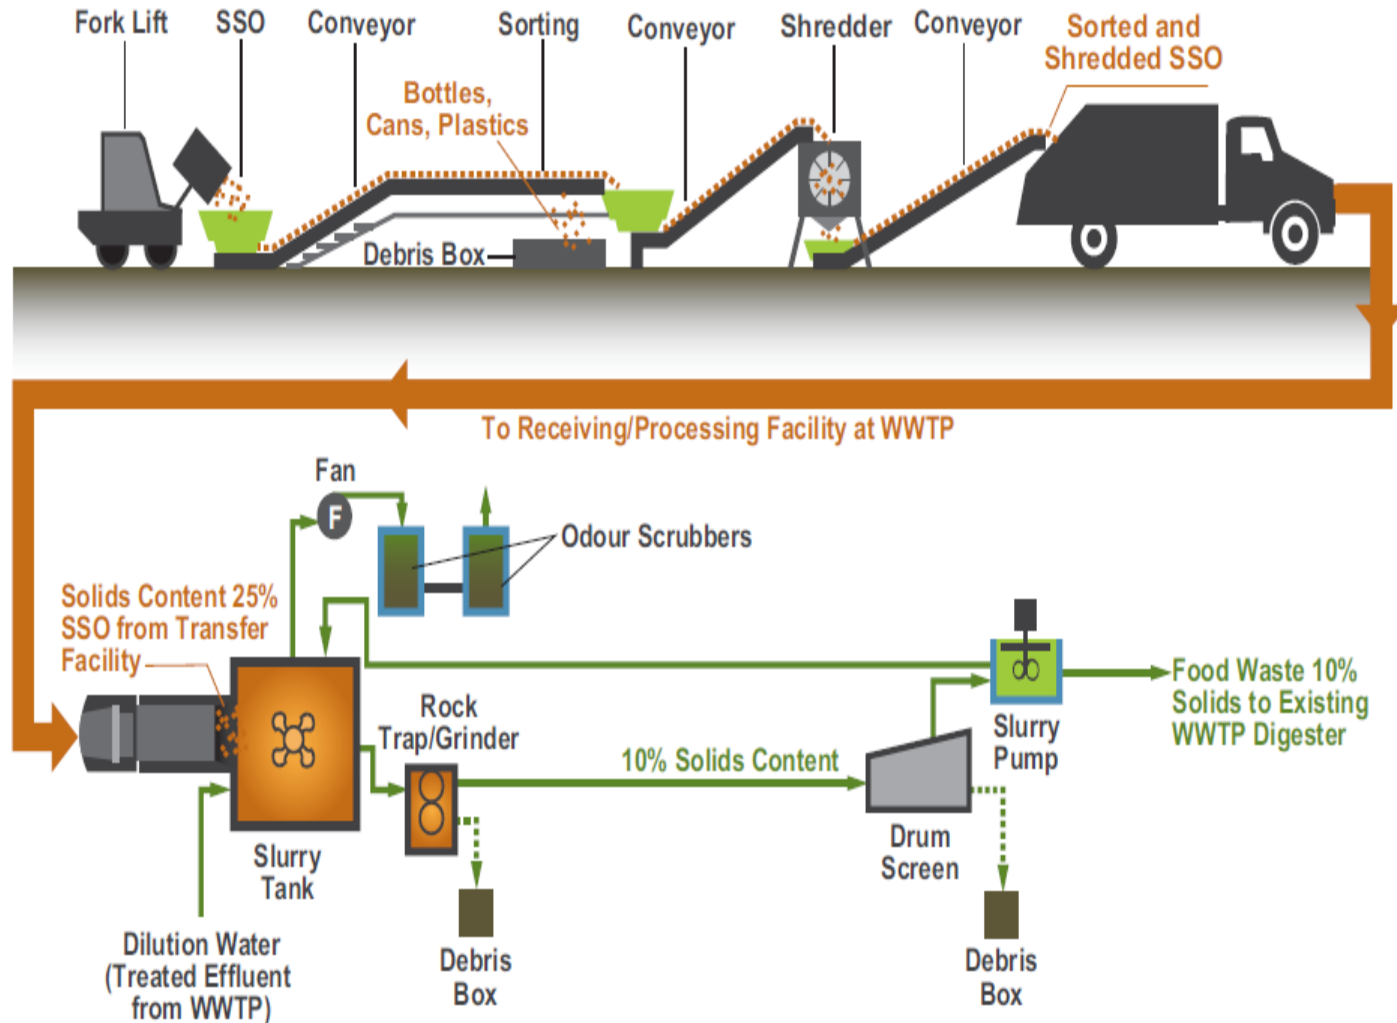 Fork Lift
SSO
Conveyor
Sorting
Conveyor
Shredder
Conveyor
Sorted and
Shredded SSO
Bottles,
Cans, Plastics
Debris Box
To Receiving/Processing Facility at WWTP
Fan
F
Odour Scrubbers
Solids Content 25%
SSO from Transfer
Facility
Rock
Trap/Grinder
10% Solids Content
Slurry
Pump
Food Waste 10%
Solids to Existing
WWTP Digester
Slurry
Tank
Drum
Screen
Dilution Water
(Treated Effluent
from WWTP)
Debris
Box
Debris
Box